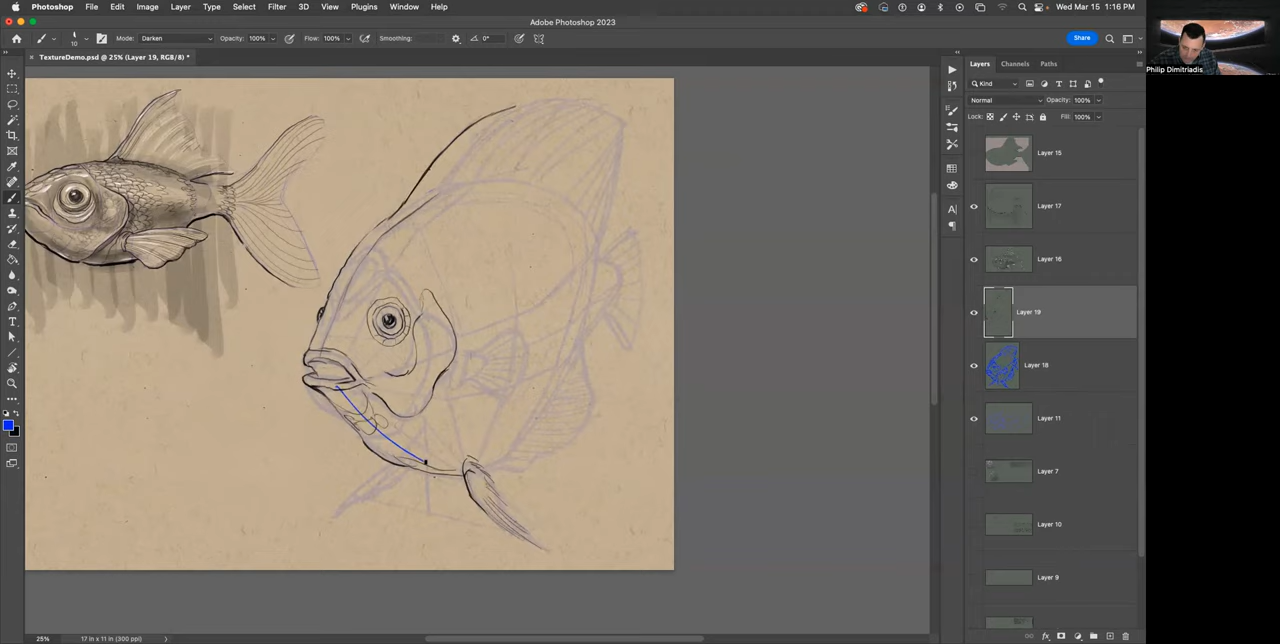 Photoshop File Edit Image Layer Type Select Filter 3D View Plugins Window Help Wed Mar 15 1:16 PM
Adobe Photoshop 2023
Mode: Darken Opacity: 100% Flow: 100% Smoothing: 0° Share
10
TextureDemo.psd @ 25% (Layer 19, RGB/8) *
Layers Channels Paths
Kind
Normal Opacity: 100%
Lock: Fill: 100%
Layer 15
Layer 17
Layer 16
Layer 19
Layer 18
Layer 11
Layer 7
Layer 10
Layer 9
25% 17 in x 11 in (300 ppi)
Philip Dimitriadis